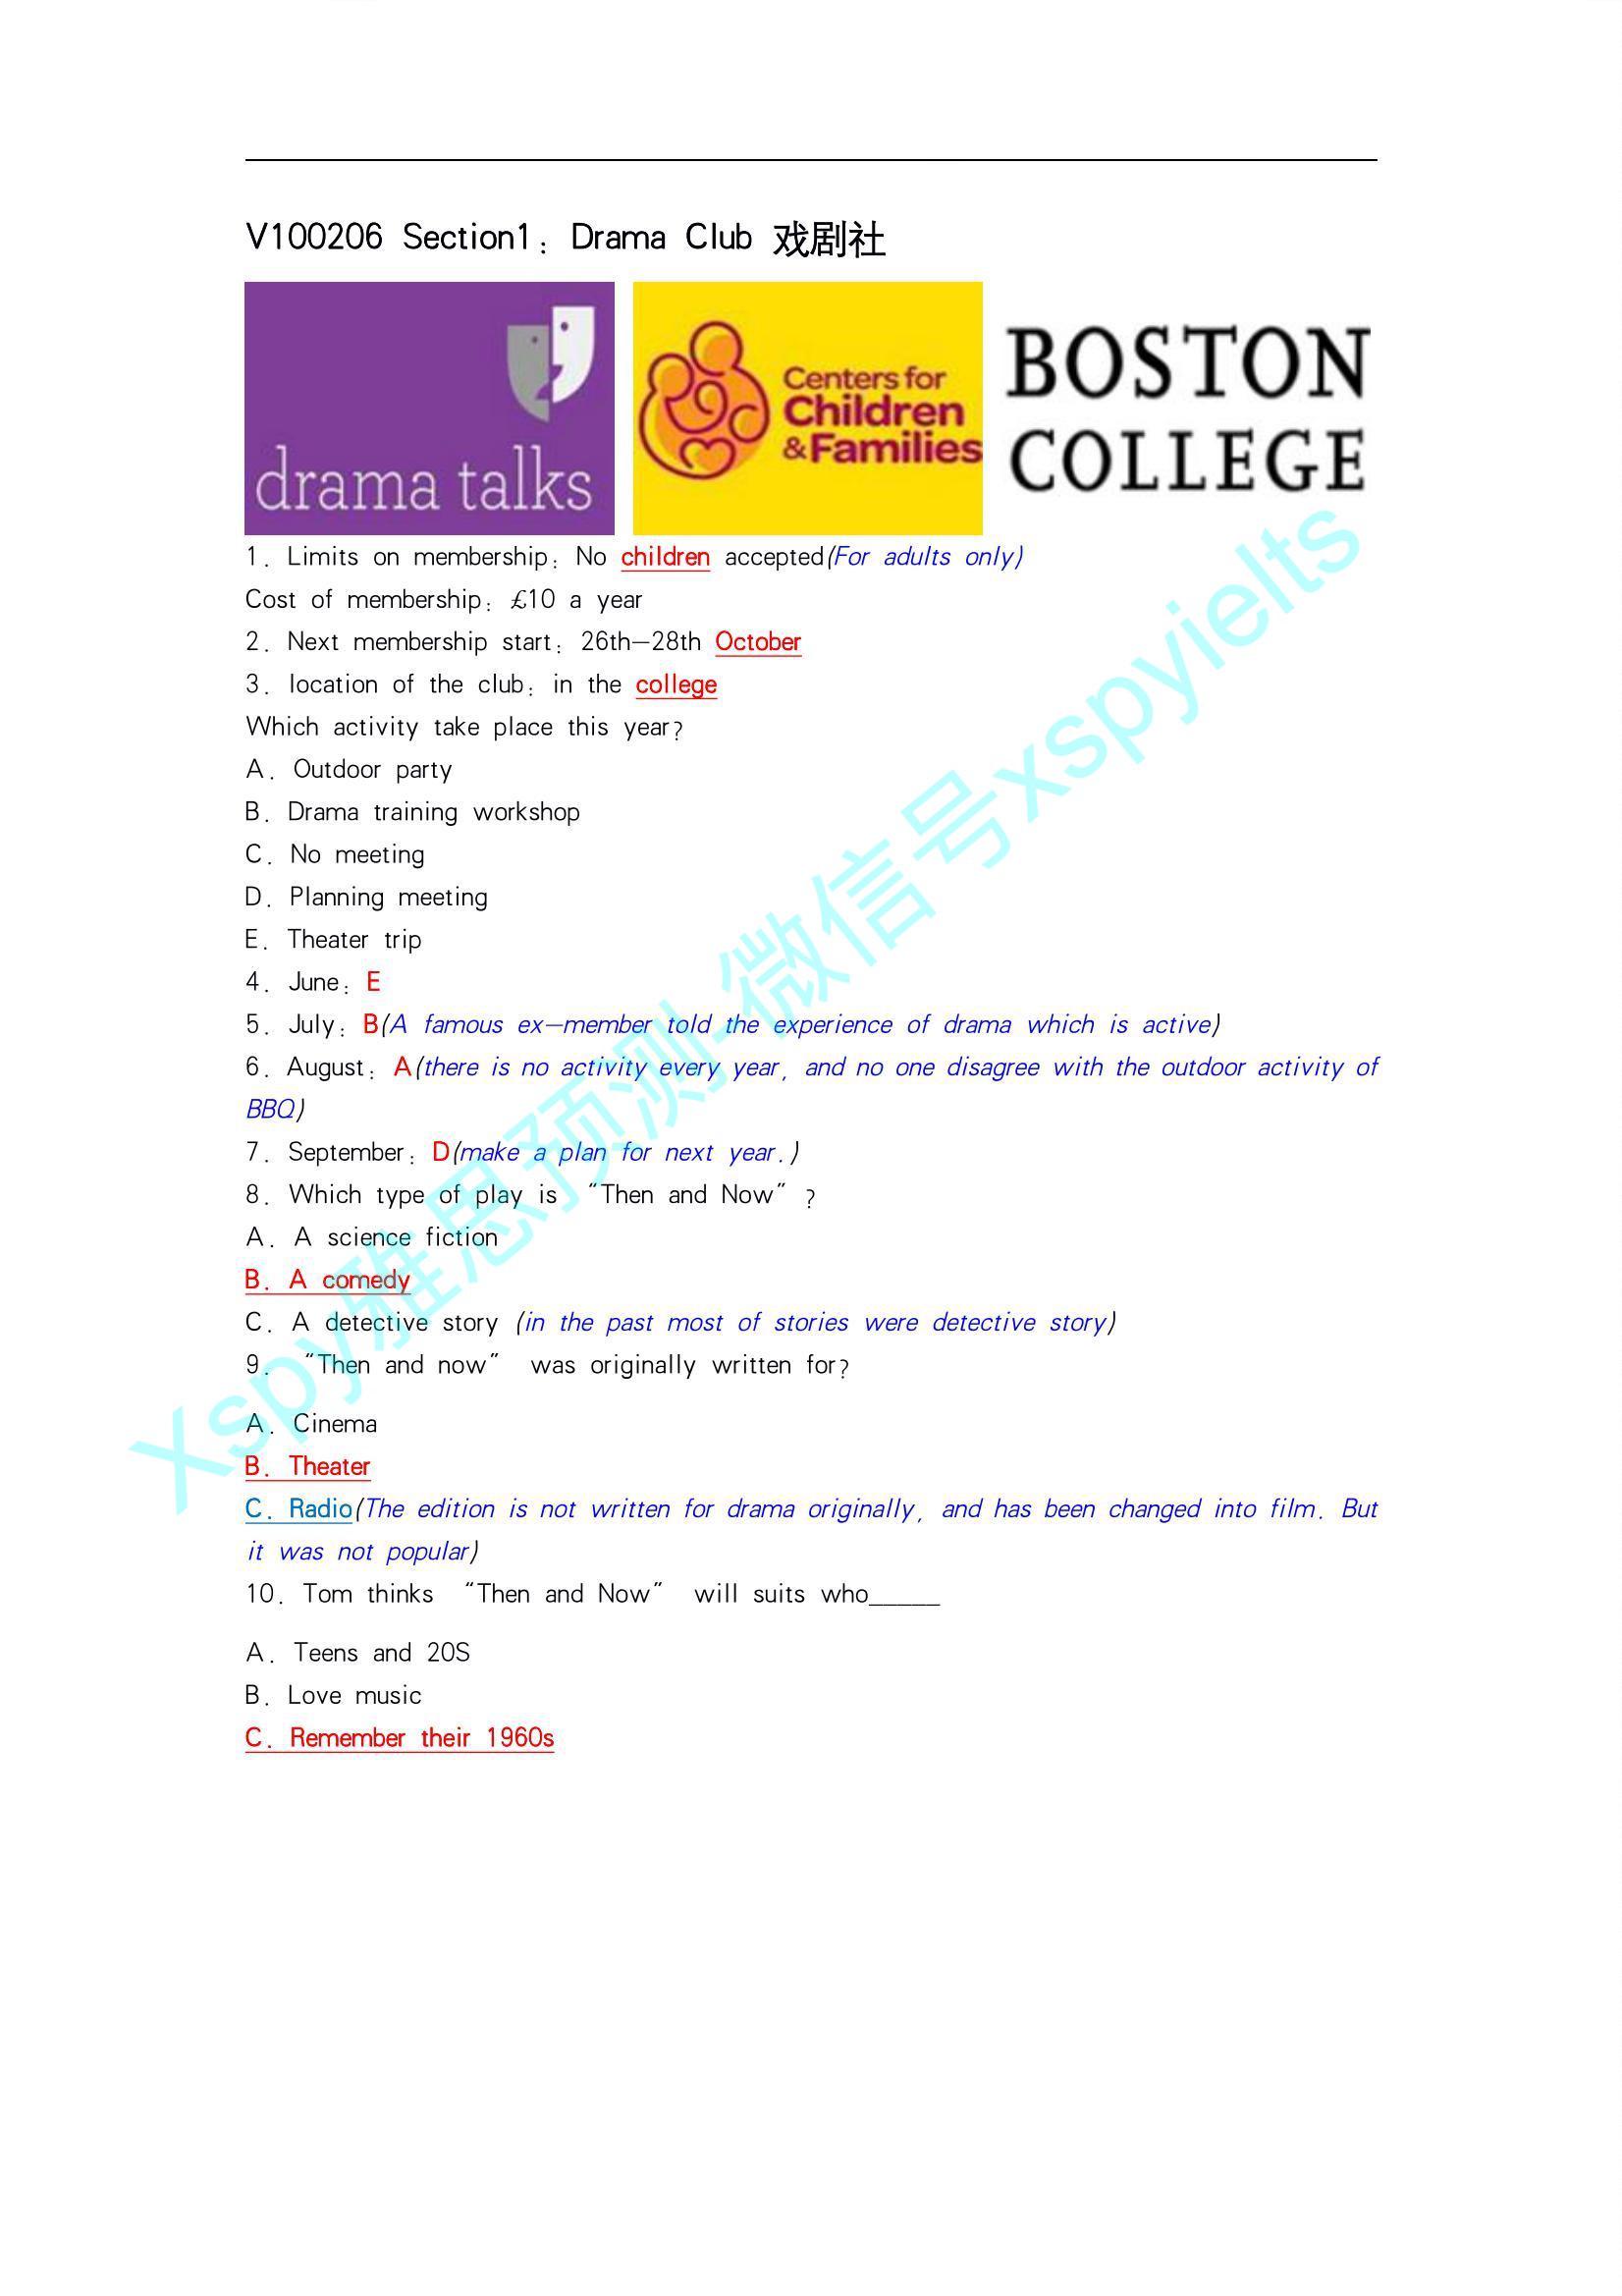 V100206 Section1: Drama Club 戏剧社
drama talks
Centers for
Children
&Families
BOSTON
COLLEGE
1. Limits on membership: No children accepted(For adults only)
Cost of membership: £10 a year
2. Next membership start: 26th-28th October
3. location of the club: in the college
Which activity take place this year?
A. Outdoor party
B. Drama training workshop
C. No meeting
D. Planning meeting
E. Theater trip
4. June: E
5. July: B(A famous ex-member told the experience of drama which is active)
6. August: A(there is no activity every year, and no one disagree with the outdoor activity of
BBQ)
7. September: D(make a plan for next year.)
8. Which type of play is “Then and Now” ?
A. A science fiction
B. A comedy
C. A detective story (in the past most of stories were detective story)
9. “Then and now” was originally written for?
A. Cinema
B. Theater
C. Radio(The edition is not written for drama originally, and has been changed into film. But
it was not popular)
10. Tom thinks “Then and Now” will suits who_____
A. Teens and 20S
B. Love music
C. Remember their 1960s
Xspy雅思预测-微信号xspyielts